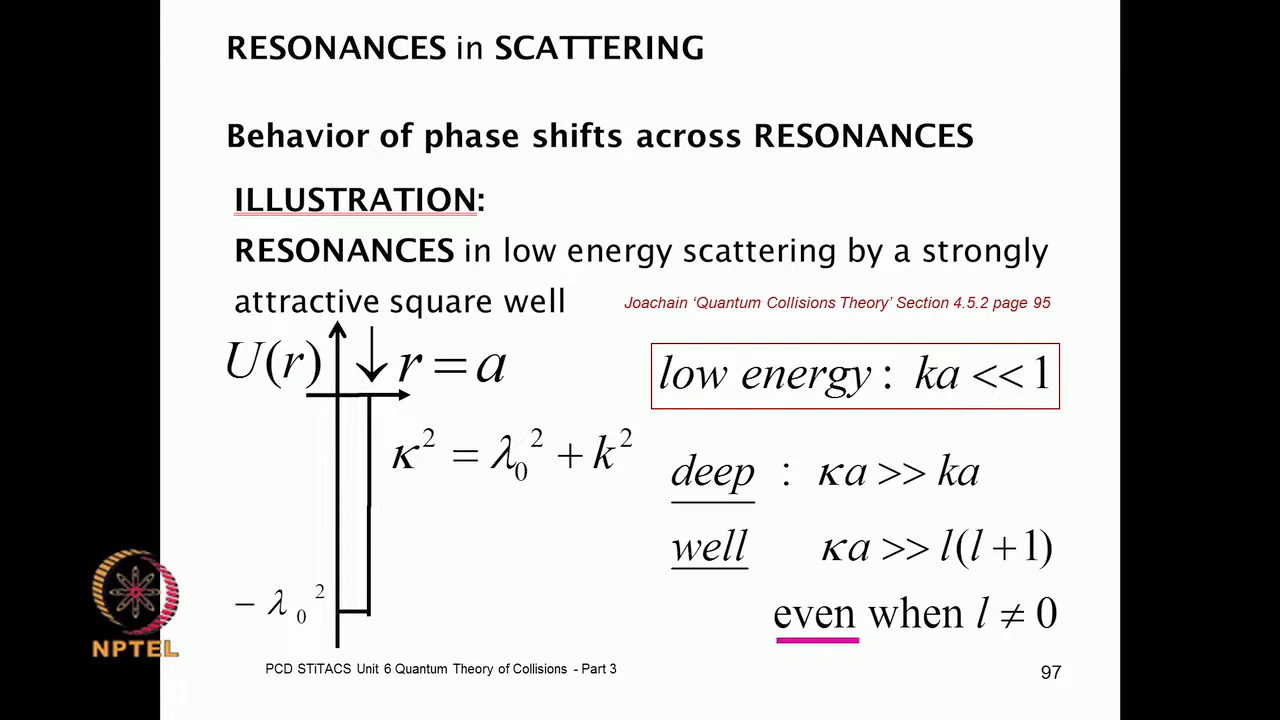 RESONANCES in SCATTERING
Behavior of phase shifts across RESONANCES
ILLUSTRATION:
RESONANCES in low energy scattering by a strongly
attractive square well
Joachain ‘Quantum Collisions Theory’ Section 4.5.2 page 95
U(r)
r = a
low energy : ka << 1
κ² = λ₀² + k²
deep : κa >> ka
well κa >> l(l + 1)
even when l ≠ 0
− λ₀²
NPTEL
PCD STiTACS Unit 6 Quantum Theory of Collisions - Part 3
97